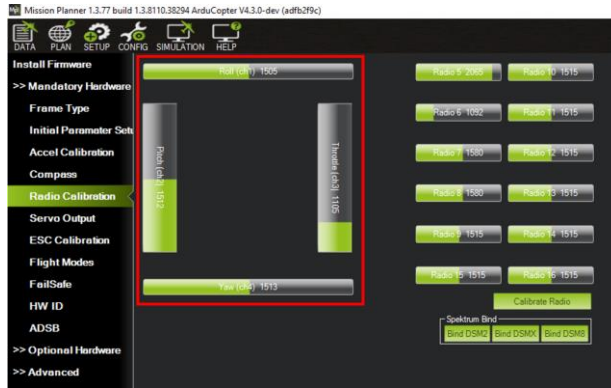 Mission Planner 1.3.77 build 1.3.8110.38294 ArduCopter V4.3.0-dev (adfb2f9c)
DATA PLAN SETUP CONFIG SIMULATION HELP
Install Firmware
>> Mandatory Hardware
Frame Type
Initial Paramater Setu
Accel Calibration
Compass
Radio Calibration
Servo Output
ESC Calibration
Flight Modes
FailSafe
HW ID
ADSB
>> Optional Hardware
>> Advanced
Roll (ch1) 1505
Pitch (ch2) 1512
Throttle (ch3) 1105
Yaw (ch4) 1513
Radio 5 2065 Radio 10 1515
Radio 6 1092 Radio 11 1515
Radio 7 1580 Radio 12 1515
Radio 8 1580 Radio 13 1515
Radio 9 1515 Radio 14 1515
Radio 15 1515 Radio 16 1515
Calibrate Radio
Spektrum Bind
Bind DSM2 Bind DSMX Bind DSM8